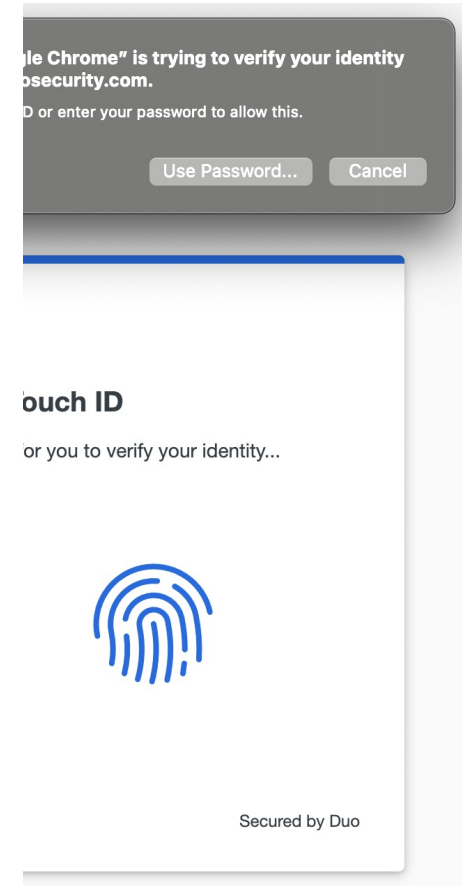 gle Chrome" is trying to verify your identity
osecurity.com.
D or enter your password to allow this.
Use Password... Cancel
ouch ID
or you to verify your identity...
Secured by Duo